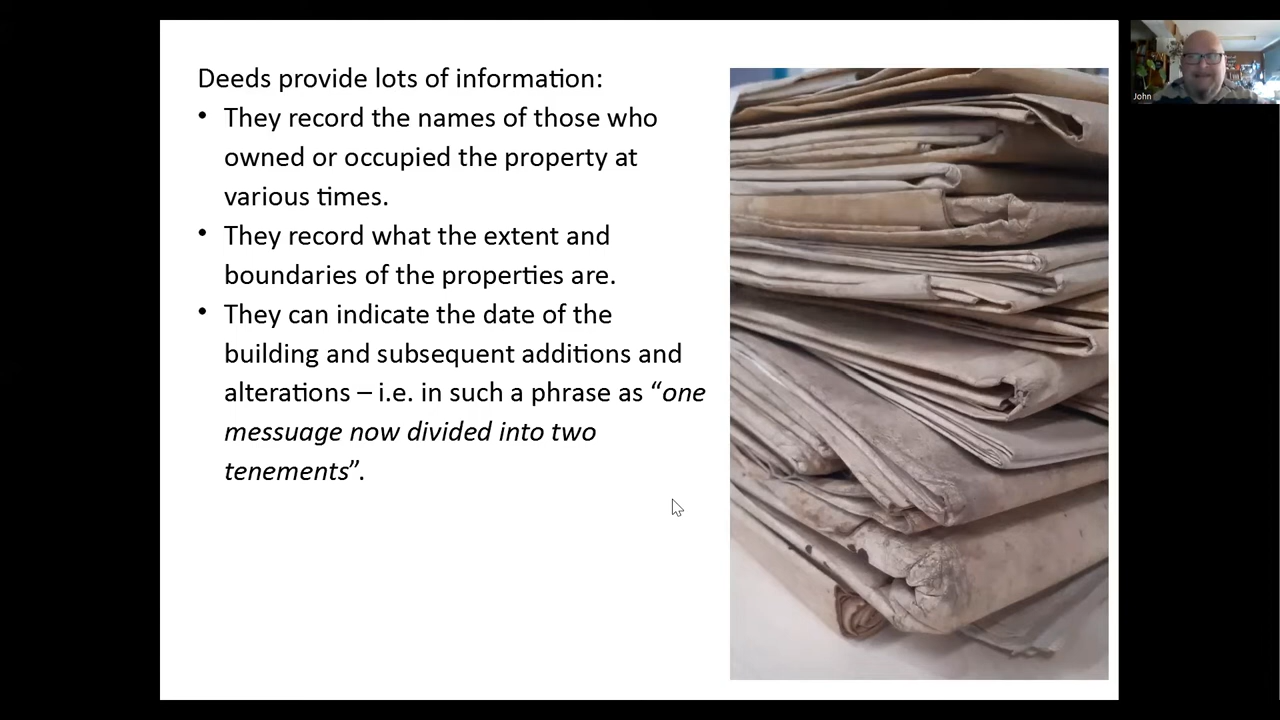 Deeds provide lots of information:
• They record the names of those who
owned or occupied the property at
various times.
• They record what the extent and
boundaries of the properties are.
• They can indicate the date of the
building and subsequent additions and
alterations – i.e. in such a phrase as “one
messuage now divided into two
tenements”.
John